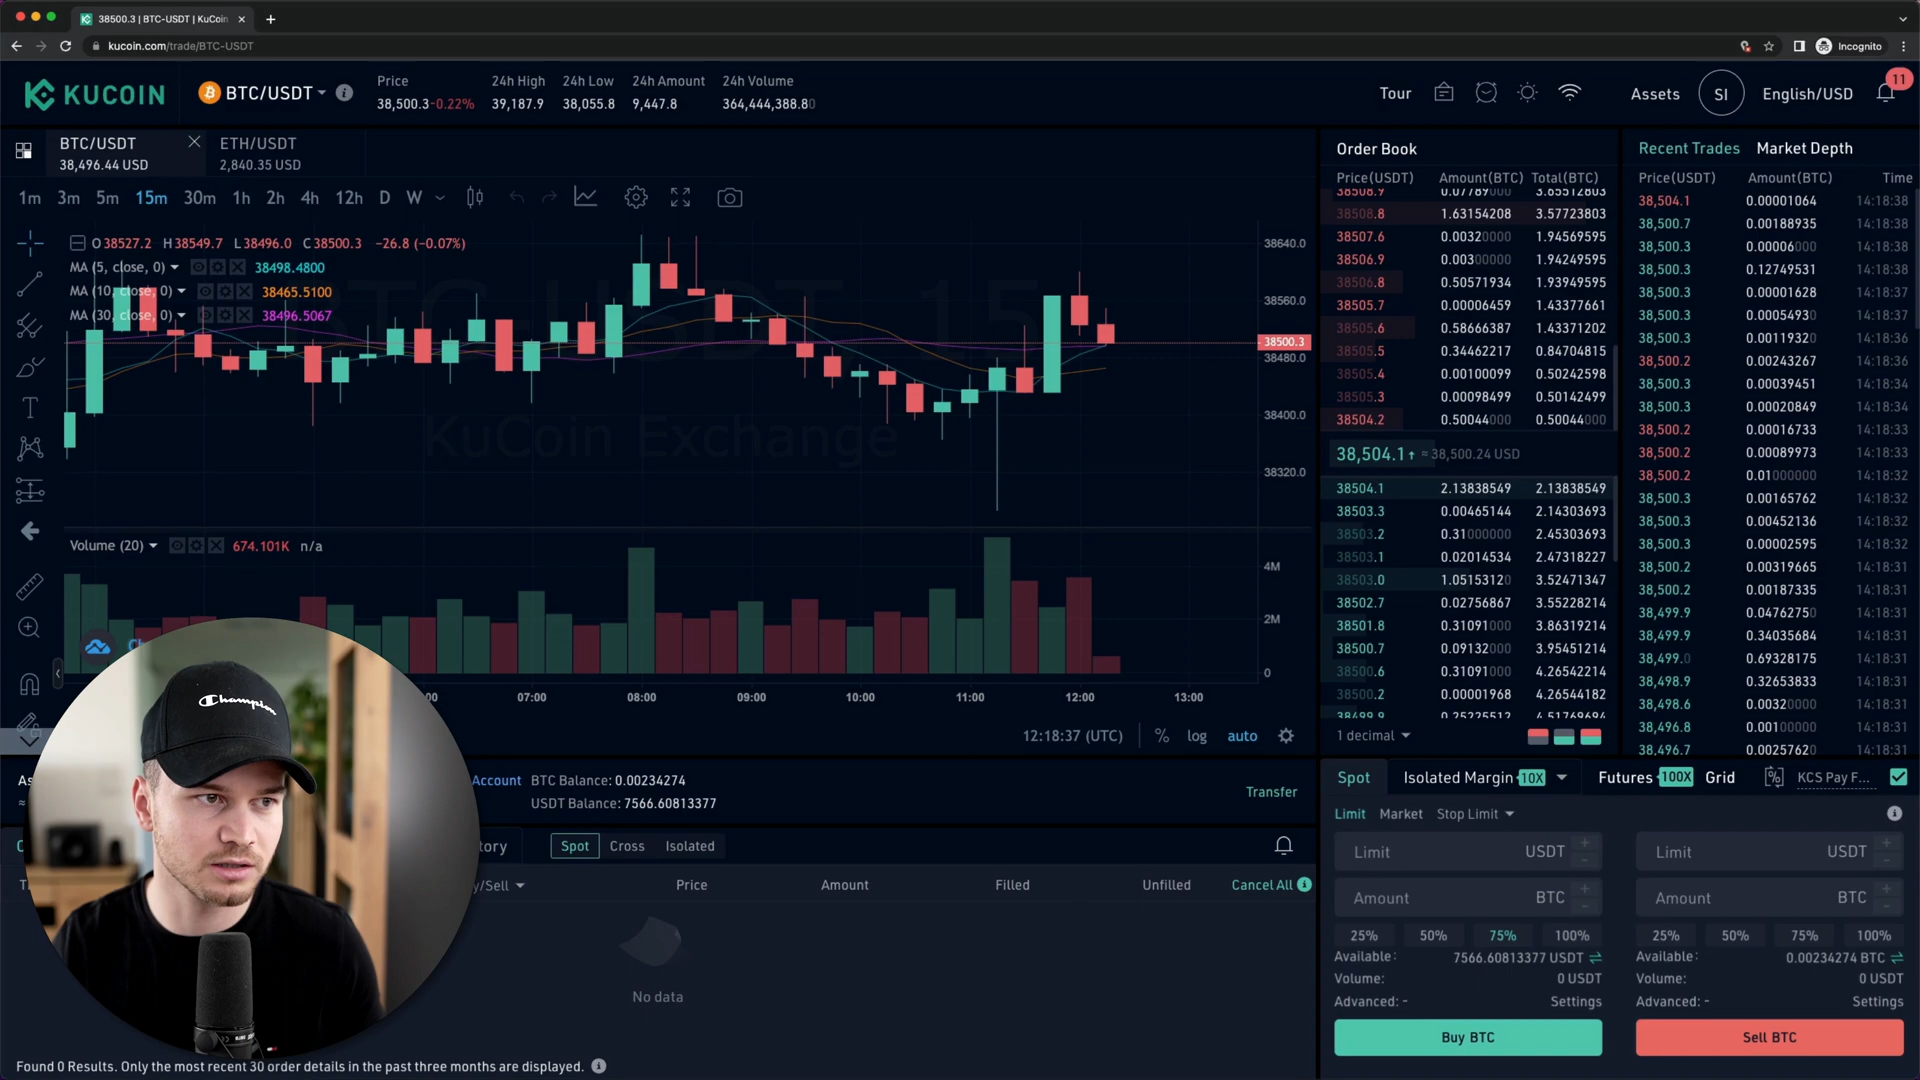 38500.3 | BTC-USDT | KuCoin
kucoin.com/trade/BTC-USDT
Incognito
KUCOIN
BTC/USDT
Price
38,500.3 -0.22%
24h High
39,187.9
24h Low
38,055.8
24h Amount
9,447.8
24h Volume
364,444,388.80
Tour
Assets
SI
English/USD
11
BTC/USDT
38,496.44 USD
ETH/USDT
2,840.35 USD
1m 3m 5m 15m 30m 1h 2h 4h 12h D W
O 38527.2 H 38549.7 L 38496.0 C 38500.3 −26.8 (−0.07%)
MA (5, close, 0) 38498.4800
MA (10, close, 0) 38465.5100
MA (30, close, 0) 38496.5067
KuCoin Exchange
38640.0
38560.0
38500.3
38480.0
38400.0
38320.0
Volume (20) 674.101K n/a
4M
2M
0
07:00 08:00 09:00 10:00 11:00 12:00 13:00
12:18:37 (UTC) % log auto
Order Book
Price(USDT) Amount(BTC) Total(BTC)
38508.9 0.07789000 3.65512803
38508.8 1.63154208 3.57723803
38507.6 0.00320000 1.94569595
38506.9 0.00300000 1.94249595
38506.8 0.50571934 1.93949595
38505.7 0.00006459 1.43377661
38505.6 0.58666387 1.43371202
38505.5 0.34462217 0.84704815
38505.4 0.00100099 0.50242598
38505.3 0.00098499 0.50142499
38504.2 0.50044000 0.50044000
38,504.1↑ ≈ 38,500.24 USD
38504.1 2.13838549 2.13838549
38503.3 0.00465144 2.14303693
38503.2 0.31000000 2.45303693
38503.1 0.02014534 2.47318227
38503.0 1.05153120 3.52471347
38502.7 0.02756867 3.55228214
38501.8 0.31091000 3.86319214
38500.7 0.09132000 3.95451214
38500.6 0.31091000 4.26542214
38500.2 0.00001968 4.26544182
38499.9 0.25225512 4.51769694
1 decimal
Recent Trades Market Depth
Price(USDT) Amount(BTC) Time
38,504.1 0.00001064 14:18:38
38,500.7 0.00188935 14:18:38
38,500.3 0.00006000 14:18:38
38,500.3 0.12749531 14:18:38
38,500.3 0.00001628 14:18:37
38,500.3 0.00054930 14:18:37
38,500.3 0.00119320 14:18:36
38,500.2 0.00243267 14:18:36
38,500.3 0.00039451 14:18:34
38,500.3 0.00020849 14:18:34
38,500.2 0.00016733 14:18:33
38,500.2 0.00089973 14:18:33
38,500.2 0.01000000 14:18:32
38,500.3 0.00165762 14:18:32
38,500.3 0.00452136 14:18:32
38,500.3 0.00002595 14:18:32
38,500.2 0.00319665 14:18:31
38,500.2 0.00187335 14:18:31
38,499.9 0.04762750 14:18:31
38,499.9 0.34035684 14:18:31
38,499.0 0.69328175 14:18:31
38,498.9 0.32653833 14:18:31
38,498.6 0.00320000 14:18:31
38,496.8 0.00100000 14:18:31
38,496.7 0.00257620 14:18:31
Account
BTC Balance: 0.00234274
USDT Balance: 7566.60813377
Transfer
Spot Cross Isolated
Price Amount Filled Unfilled Cancel All
No data
Found 0 Results. Only the most recent 30 order details in the past three months are displayed.
Champion
Spot Isolated Margin 10X Futures 100X Grid KCS Pay F...
Limit Market Stop Limit
Limit USDT
Amount BTC
25% 50% 75% 100%
Available: 7566.60813377 USDT
Volume: 0 USDT
Advanced: - Settings
Buy BTC
Limit USDT
Amount BTC
25% 50% 75% 100%
Available: 0.00234274 BTC
Volume: 0 USDT
Advanced: - Settings
Sell BTC